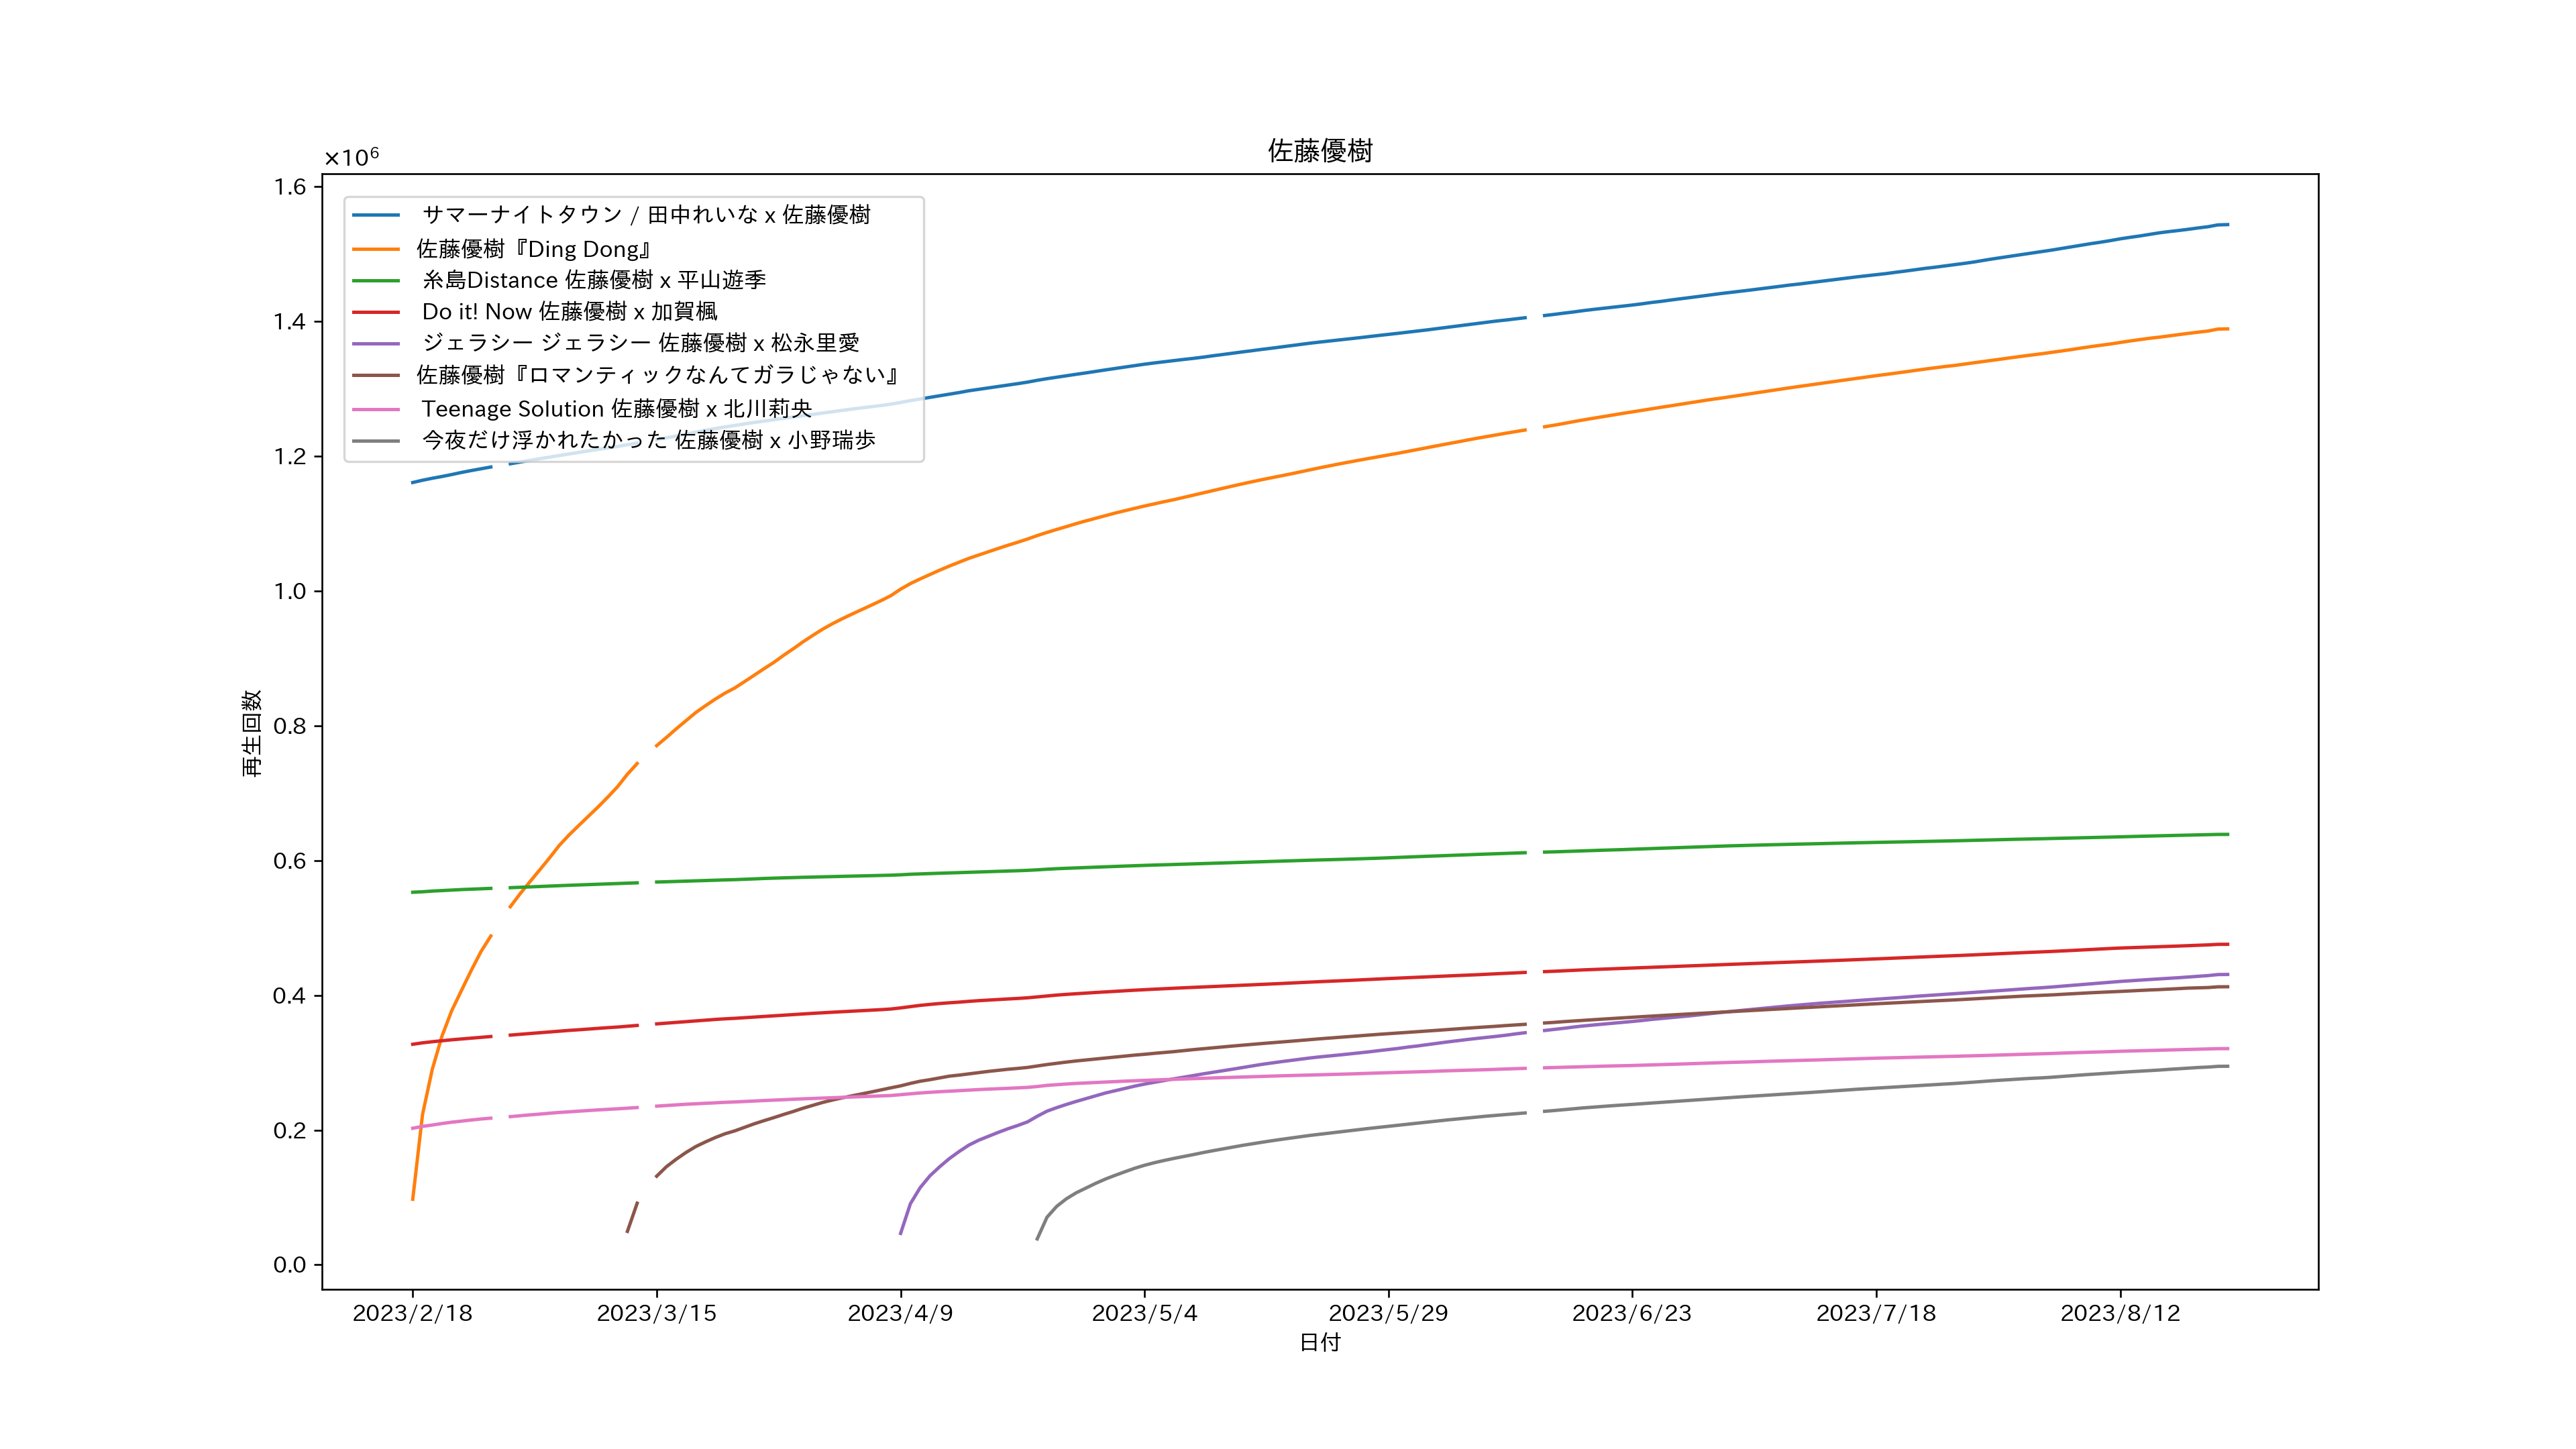 佐藤優樹
×10⁶
1.6
1.4
1.2
1.0
0.8
0.6
0.4
0.2
0.0
再生回数
サマーナイトタウン / 田中れいな x 佐藤優樹
佐藤優樹『Ding Dong』
糸島Distance 佐藤優樹 x 平山遊季
Do it! Now 佐藤優樹 x 加賀楓
ジェラシー ジェラシー 佐藤優樹 x 松永里愛
佐藤優樹『ロマンティックなんてガラじゃない』
Teenage Solution 佐藤優樹 x 北川莉央
今夜だけ浮かれたかった 佐藤優樹 x 小野瑞歩
2023/2/18 2023/3/15 2023/4/9 2023/5/4 2023/5/29 2023/6/23 2023/7/18 2023/8/12
日付